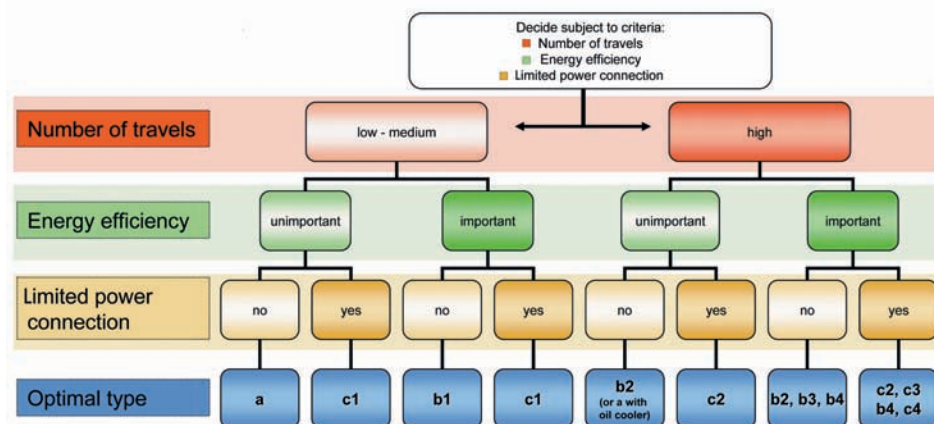 Decide subject to criteria:
Number of travels
Energy efficiency
Limited power connection
Number of travels
low - medium
high
Energy efficiency
unimportant
important
unimportant
important
Limited power
connection
no
yes
no
yes
no
yes
no
yes
Optimal type
a
c1
b1
c1
b2
(or a with
oil cooler)
c2
b2, b3, b4
c2, c3
b4, c4